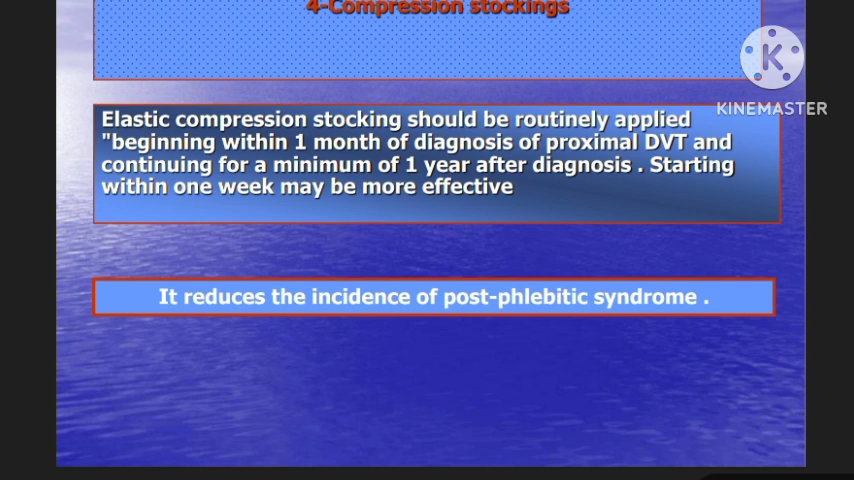 4-Compression stockings
KINEMASTER
Elastic compression stocking should be routinely applied
"beginning within 1 month of diagnosis of proximal DVT and
continuing for a minimum of 1 year after diagnosis . Starting
within one week may be more effective
It reduces the incidence of post-phlebitic syndrome .